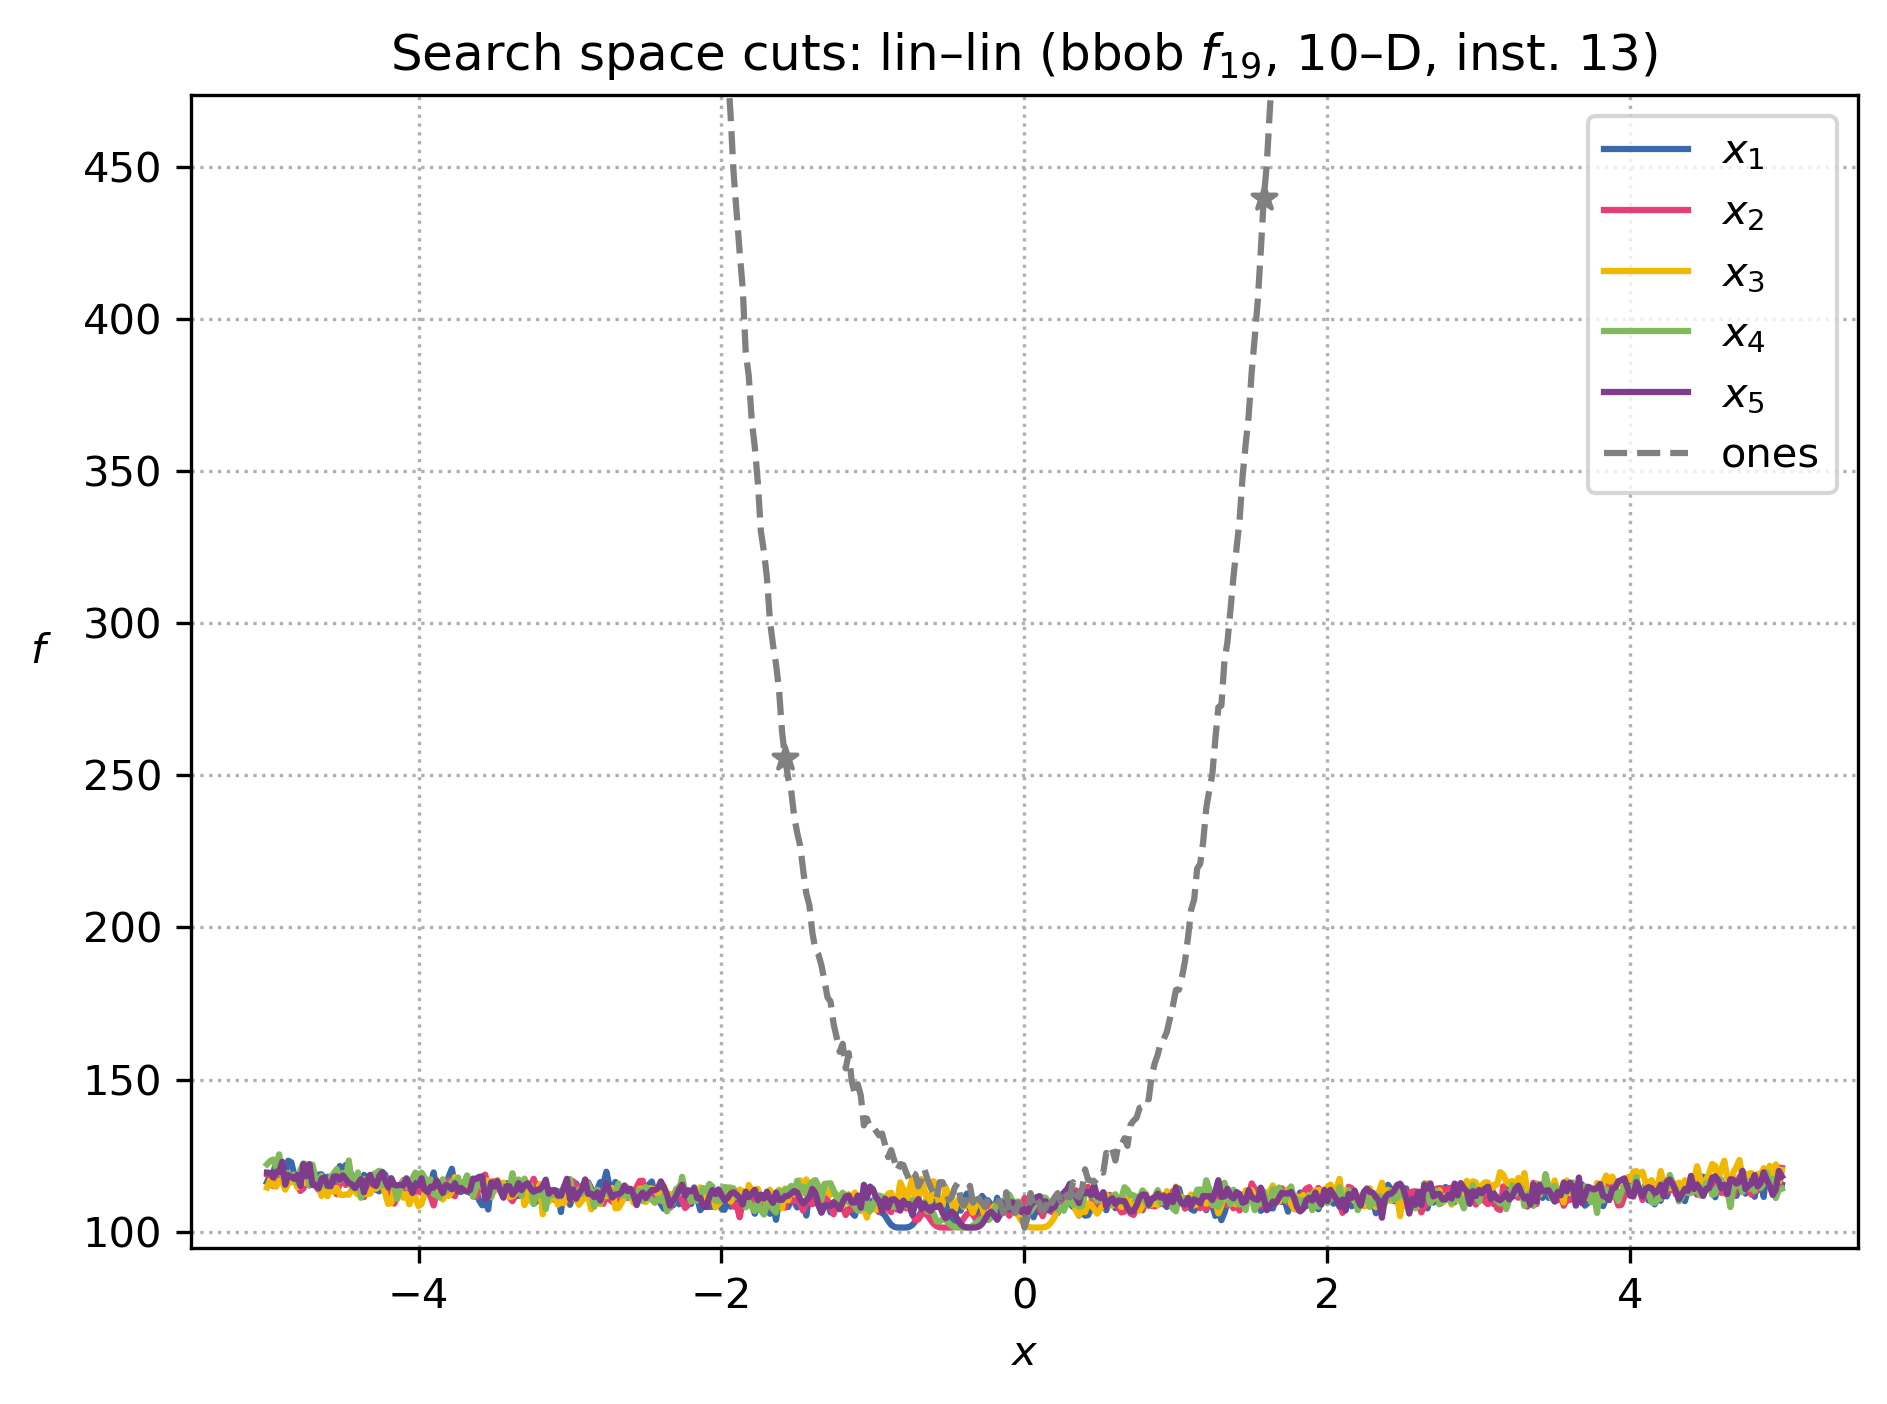 Search space cuts: lin–lin (bbob f₁₉, 10–D, inst. 13)
450
400
350
300
250
200
150
100
f
−4
−2
0
2
4
x
x₁
x₂
x₃
x₄
x₅
ones